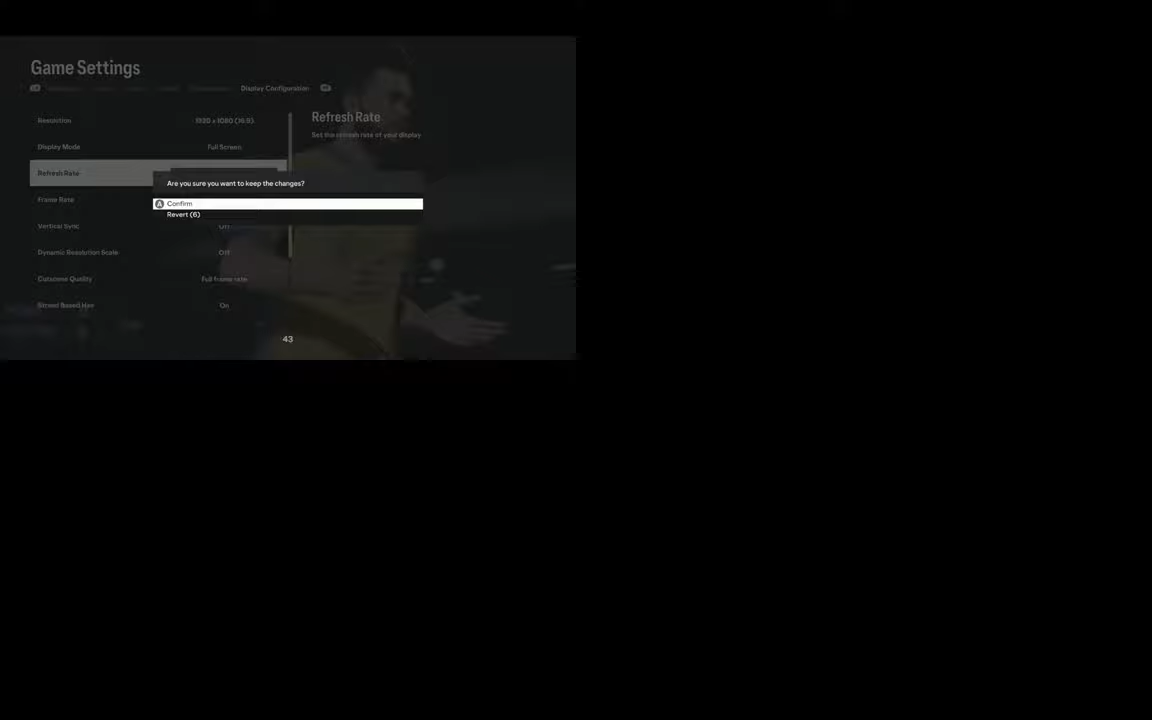 Game Settings
Display Configuration
Resolution 1920 x 1080 (16:9)
Refresh Rate
Set the refresh rate of your display
Display Mode Full Screen
Refresh Rate
Are you sure you want to keep the changes?
Frame Rate
A Confirm
Revert (6)
Vertical Sync Off
Dynamic Resolution Scale Off
Cutscene Quality Full frame rate
Strand Based Hair On
43